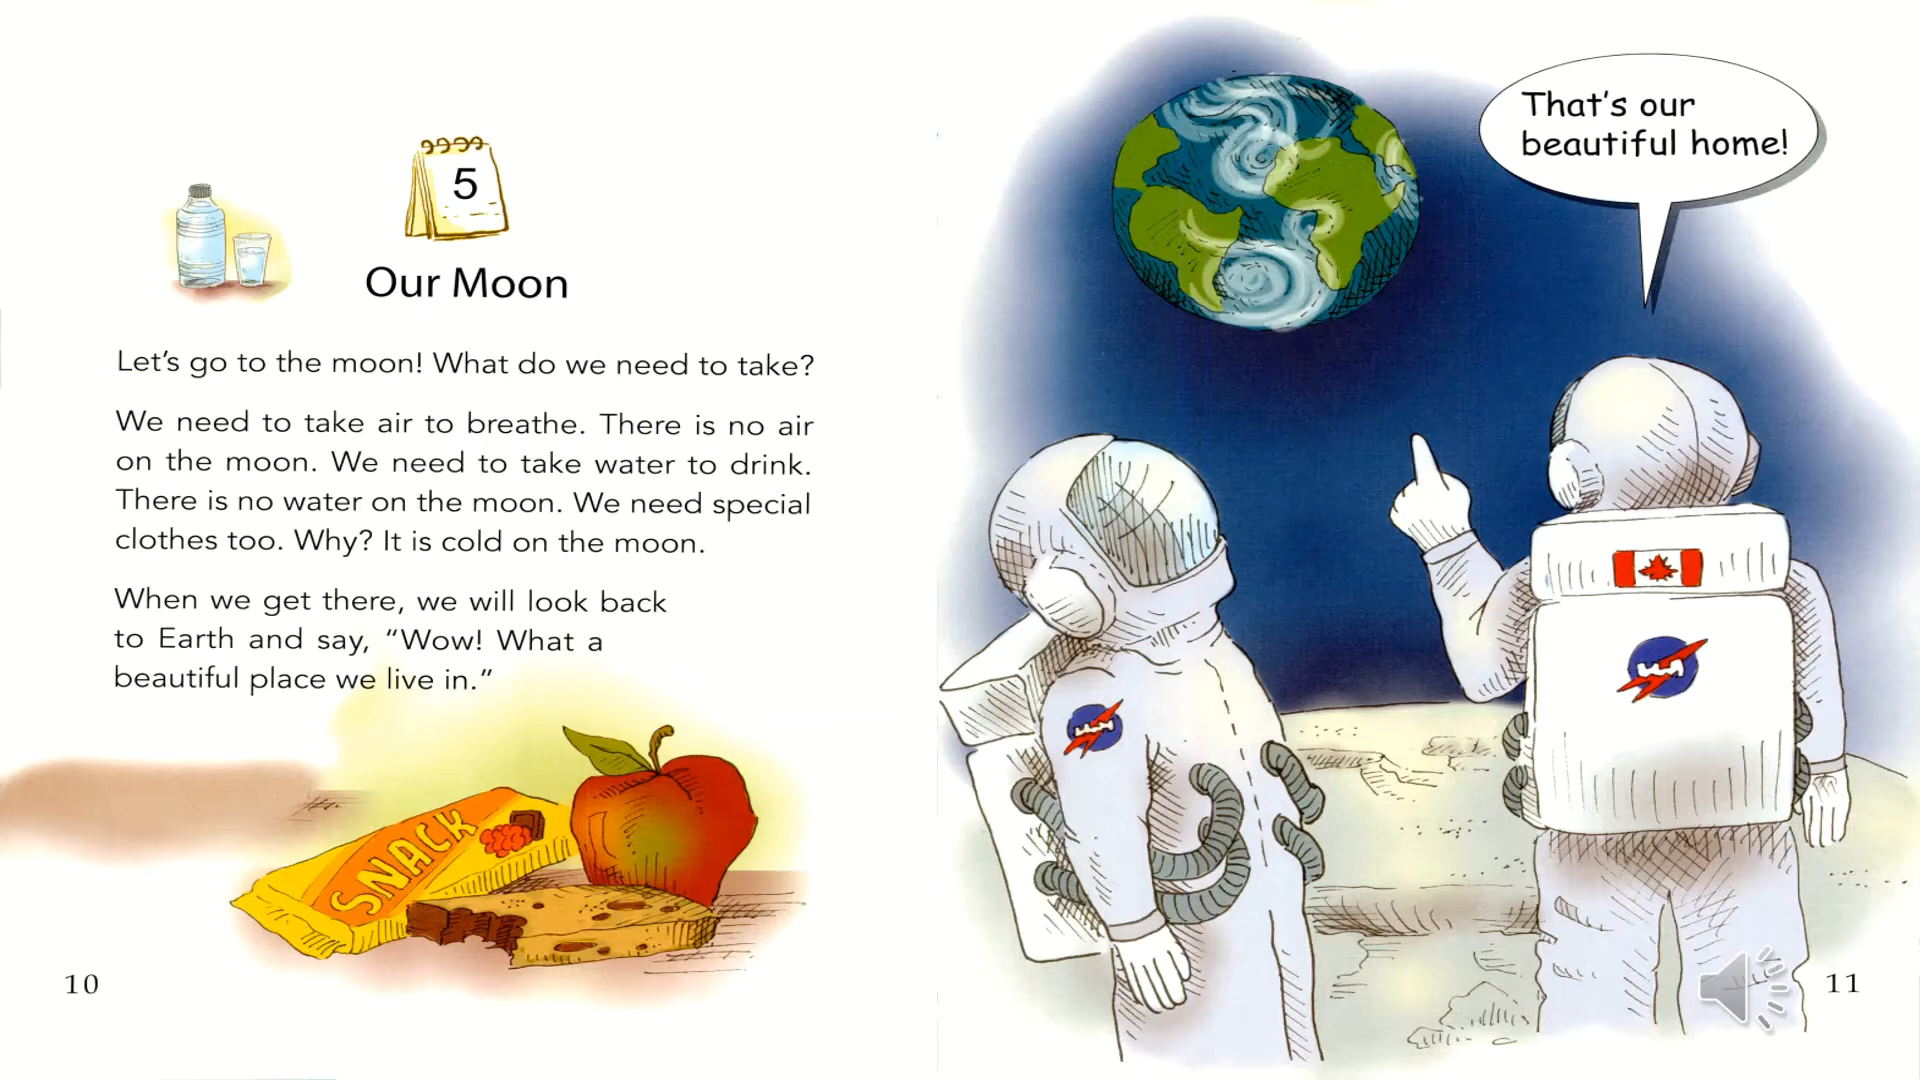 5
Our Moon
Let's go to the moon! What do we need to take?
We need to take air to breathe. There is no air
on the moon. We need to take water to drink.
There is no water on the moon. We need special
clothes too. Why? It is cold on the moon.
When we get there, we will look back
to Earth and say, “Wow! What a
beautiful place we live in.”
SNACK
10
That's our
beautiful home!
11